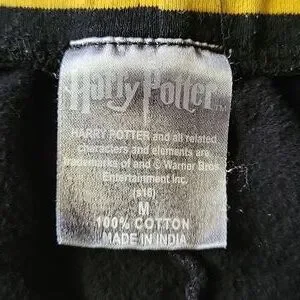 Harry Potter
HARRY POTTER and all related
characters and elements are
trademarks of and © Warner Bros.
Entertainment Inc.
(s16)
M
100% COTTON
MADE IN INDIA